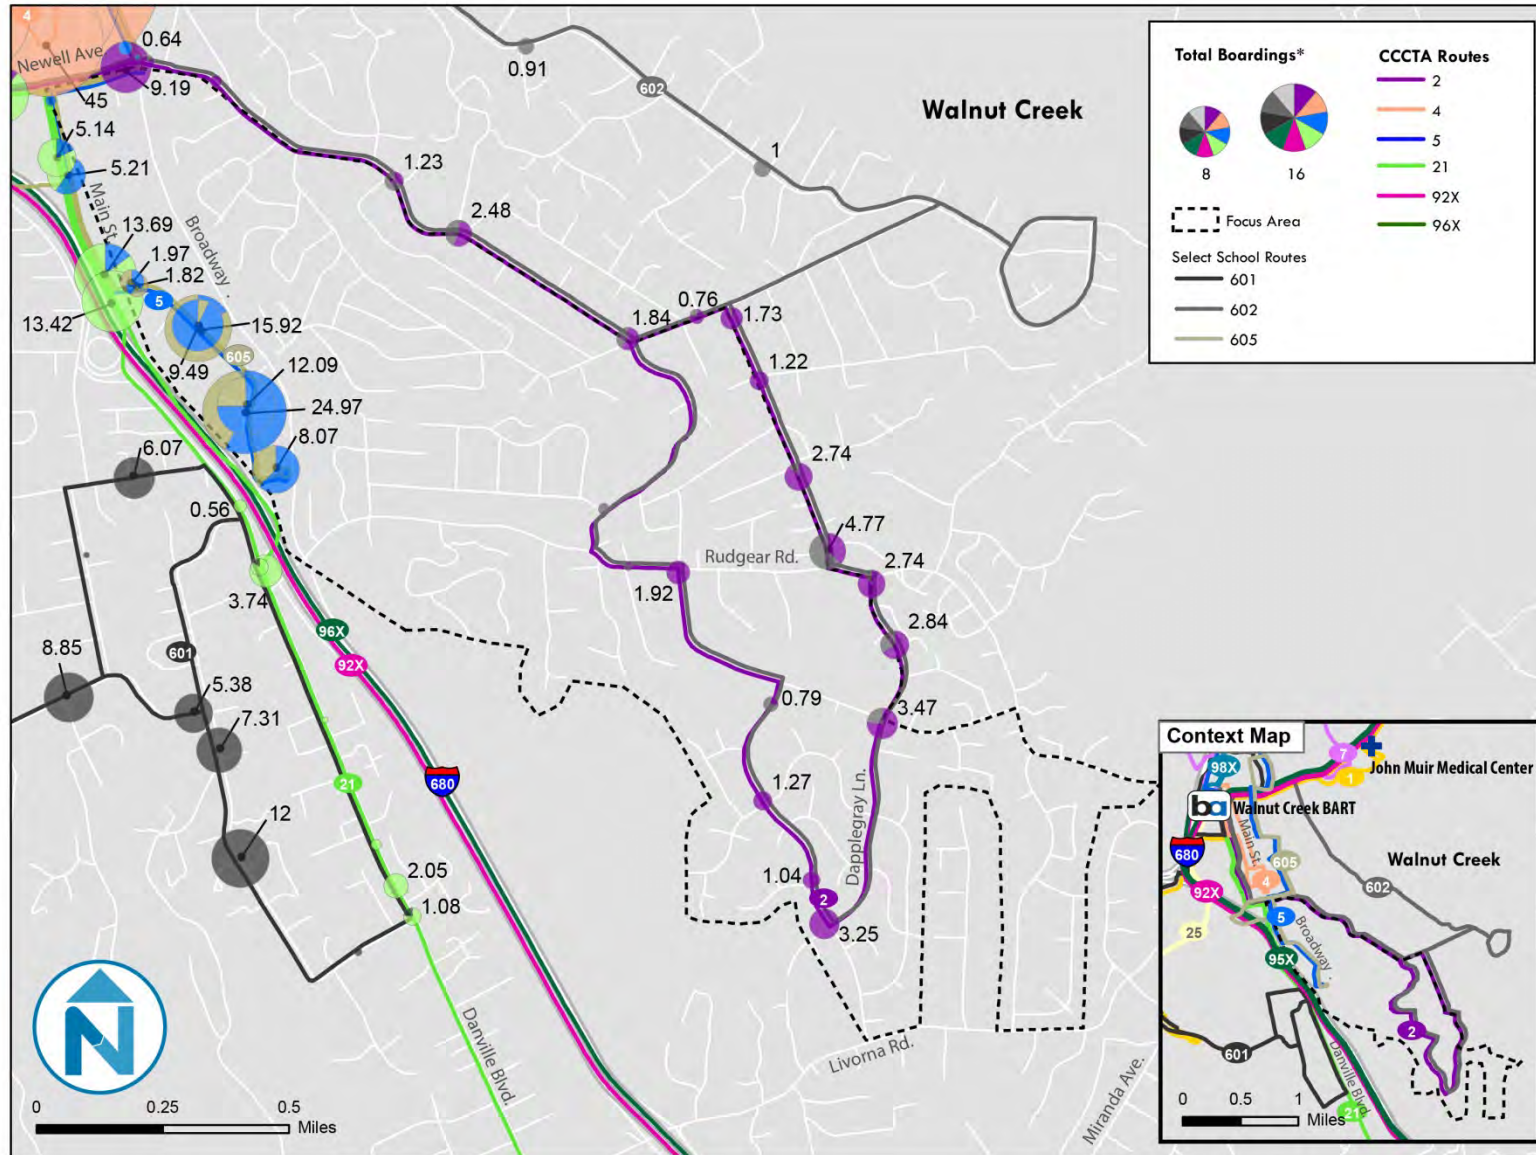 4
0.64
Newell Ave
9.19
45
5.14
5.21
Main St.
Broadway .
13.69
1.97
1.82
5
13.42
15.92
9.49
605
12.09
24.97
8.07
6.07
0.56
3.74
8.85
601
5.38
7.31
12
96X
92X
21
680
2.05
1.08
Danville Blvd.
0.91
602
1
Walnut Creek
1.23
2.48
0.76
1.84
1.73
1.22
2.74
4.77
Rudgear Rd.
2.74
1.92
2.84
0.79
3.47
1.27
Dapplegray Ln.
1.04
2
3.25
Livorna Rd.
Miranda Ave.
N
0 0.25 0.5
Miles
Total Boardings*
8 16
Focus Area
Select School Routes
601
602
605
CCCTA Routes
2
4
5
21
92X
96X
Context Map
98X
7
1
John Muir Medical Center
ba
Walnut Creek BART
Main St.
680
605
4
Walnut Creek
602
92X
5
25
Broadway .
95X
2
601
Danville Blvd.
21
0 0.5 1
Miles